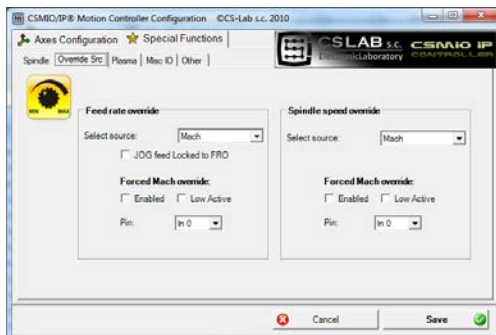 CSMIO/IP® Motion Controller Configuration ©CS-Lab s.c. 2010
Axes Configuration Special Functions
CSLAB s.c. CSMIO IP
ElectronicLaboratory CONTROLLER
Spindle Override Src Plasma Misc IO Other
MIN MAX
Feed rate override
Select source: Mach
JOG feed Locked to FRO
Forced Mach override:
Enabled Low Active
Pin: In 0
Spindle speed override
Select source: Mach
Forced Mach override:
Enabled Low Active
Pin: In 0
Cancel Save